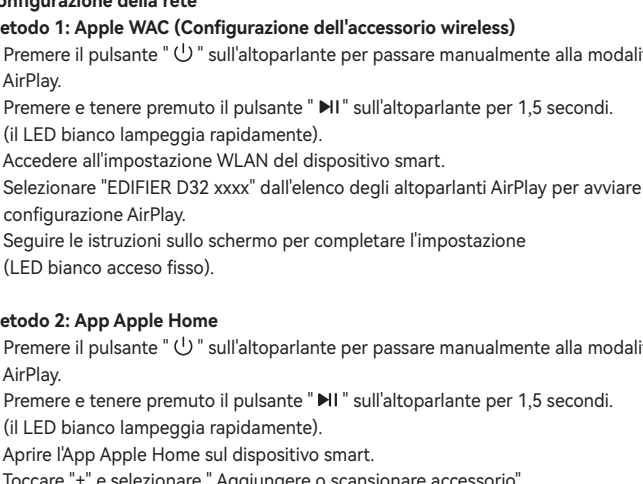 onfigurazione della rete
etodo 1: Apple WAC (Configurazione dell'accessorio wireless)
Premere il pulsante " ⏻ " sull'altoparlante per passare manualmente alla modali
AirPlay.
Premere e tenere premuto il pulsante " ⏯ " sull'altoparlante per 1,5 secondi.
(il LED bianco lampeggia rapidamente).
Accedere all'impostazione WLAN del dispositivo smart.
Selezionare "EDIFIER D32 xxxx" dall'elenco degli altoparlanti AirPlay per avviare
configurazione AirPlay.
Seguire le istruzioni sullo schermo per completare l'impostazione
(LED bianco acceso fisso).
etodo 2: App Apple Home
Premere il pulsante " ⏻ " sull'altoparlante per passare manualmente alla modali
AirPlay.
Premere e tenere premuto il pulsante " ⏯ " sull'altoparlante per 1,5 secondi.
(il LED bianco lampeggia rapidamente).
Aprire l'App Apple Home sul dispositivo smart.
Toccare "+" e selezionare " Aggiungere o scansionare accessorio"